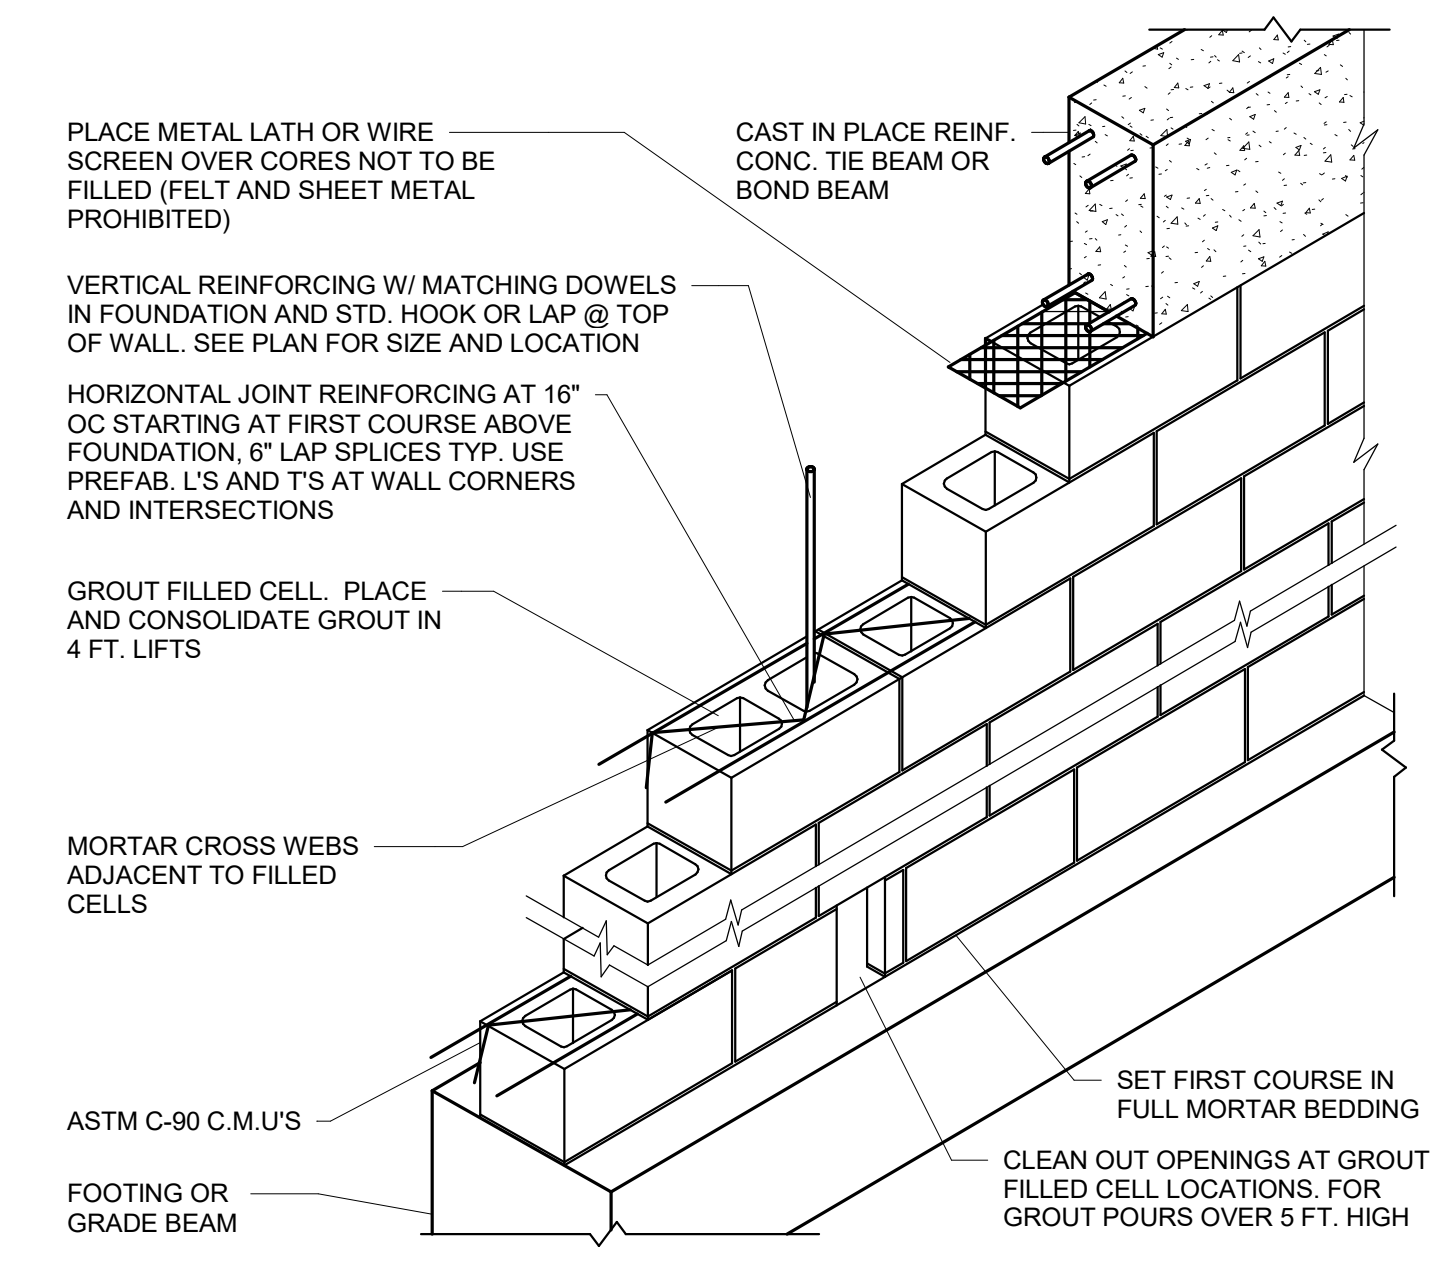 PLACE METAL LATH OR WIRE
SCREEN OVER CORES NOT TO BE
FILLED (FELT AND SHEET METAL
PROHIBITED)
CAST IN PLACE REINF.
CONC. TIE BEAM OR
BOND BEAM
VERTICAL REINFORCING W/ MATCHING DOWELS
IN FOUNDATION AND STD. HOOK OR LAP @ TOP
OF WALL. SEE PLAN FOR SIZE AND LOCATION
HORIZONTAL JOINT REINFORCING AT 16"
OC STARTING AT FIRST COURSE ABOVE
FOUNDATION, 6" LAP SPLICES TYP. USE
PREFAB. L'S AND T'S AT WALL CORNERS
AND INTERSECTIONS
GROUT FILLED CELL. PLACE
AND CONSOLIDATE GROUT IN
4 FT. LIFTS
MORTAR CROSS WEBS
ADJACENT TO FILLED
CELLS
ASTM C-90 C.M.U'S
FOOTING OR
GRADE BEAM
SET FIRST COURSE IN
FULL MORTAR BEDDING
CLEAN OUT OPENINGS AT GROUT
FILLED CELL LOCATIONS. FOR
GROUT POURS OVER 5 FT. HIGH